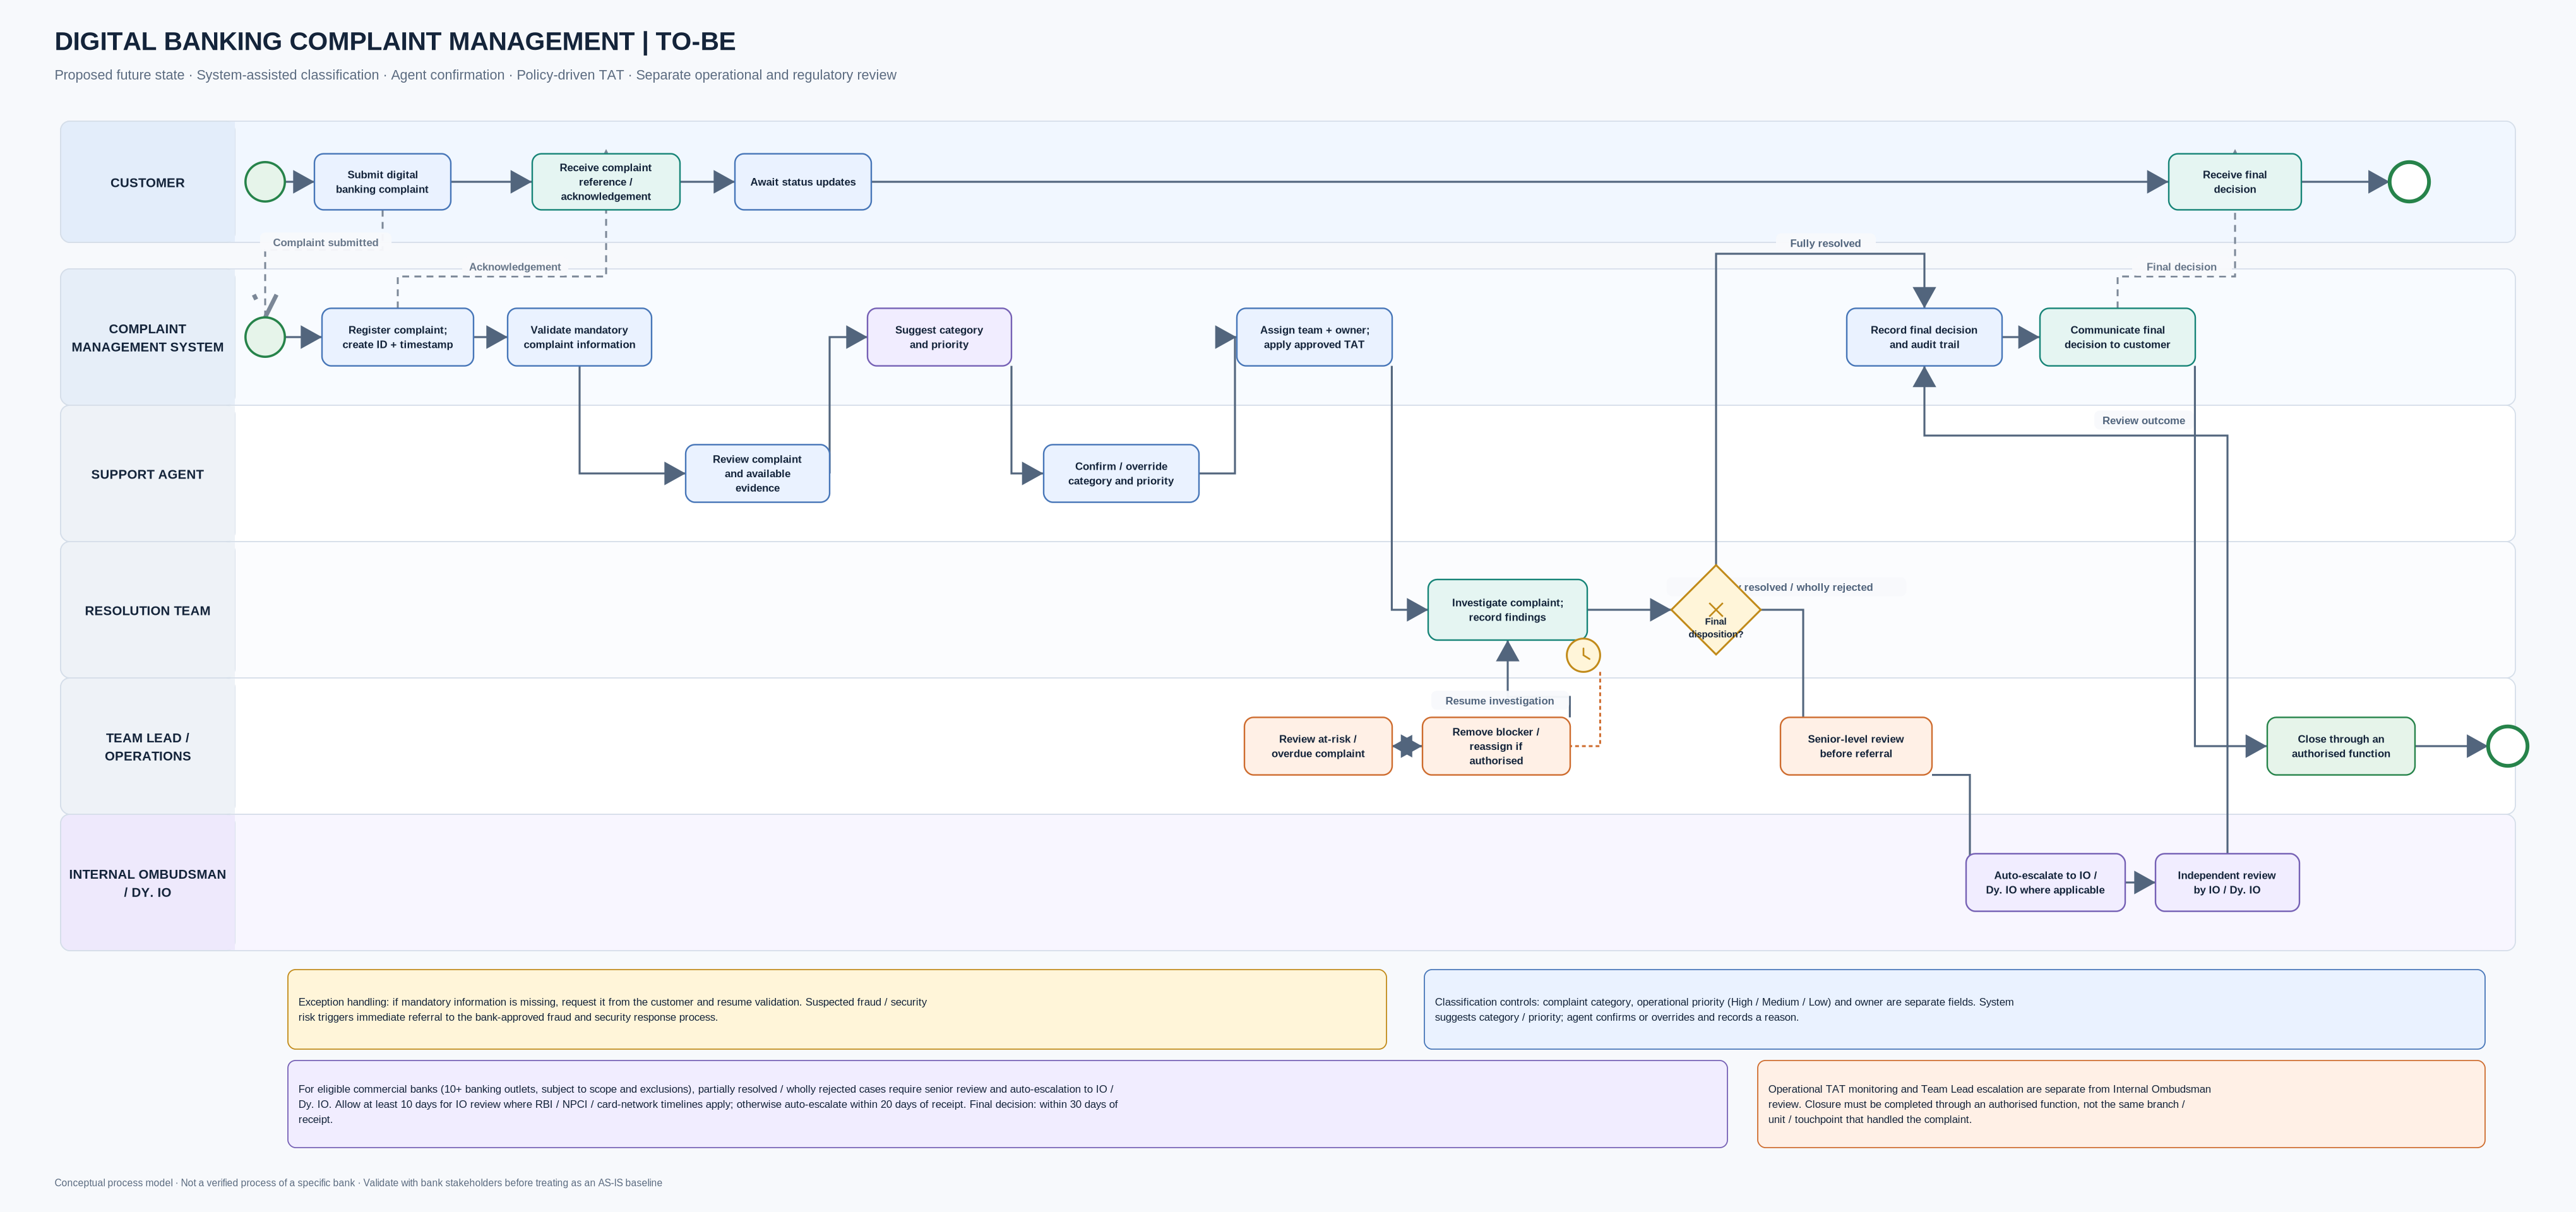 DIGITAL BANKING COMPLAINT MANAGEMENT | TO-BE
Proposed future state · System-assisted classification · Agent confirmation · Policy-driven TAT · Separate operational and regulatory review
CUSTOMER
Submit digital
banking complaint
Receive complaint
reference /
acknowledgement
Await status updates
Receive final
decision
Complaint submitted
Acknowledgement
Fully resolved
Final decision
COMPLAINT
MANAGEMENT SYSTEM
Register complaint;
create ID + timestamp
Validate mandatory
complaint information
Suggest category
and priority
Assign team + owner;
apply approved TAT
Record final decision
and audit trail
Communicate final
decision to customer
Review outcome
SUPPORT AGENT
Review complaint
and available
evidence
Confirm / override
category and priority
RESOLUTION TEAM
Investigate complaint;
record findings
Final
disposition?
resolved / wholly rejected
Resume investigation
TEAM LEAD /
OPERATIONS
Review at-risk /
overdue complaint
Remove blocker /
reassign if
authorised
Senior-level review
before referral
Close through an
authorised function
INTERNAL OMBUDSMAN
/ DY. IO
Auto-escalate to IO /
Dy. IO where applicable
Independent review
by IO / Dy. IO
Exception handling: if mandatory information is missing, request it from the customer and resume validation. Suspected fraud / security
risk triggers immediate referral to the bank-approved fraud and security response process.
Classification controls: complaint category, operational priority (High / Medium / Low) and owner are separate fields. System
suggests category / priority; agent confirms or overrides and records a reason.
For eligible commercial banks (10+ banking outlets, subject to scope and exclusions), partially resolved / wholly rejected cases require senior review and auto-escalation to IO /
Dy. IO. Allow at least 10 days for IO review where RBI / NPCI / card-network timelines apply; otherwise auto-escalate within 20 days of receipt. Final decision: within 30 days of
receipt.
Operational TAT monitoring and Team Lead escalation are separate from Internal Ombudsman
review. Closure must be completed through an authorised function, not the same branch /
unit / touchpoint that handled the complaint.
Conceptual process model · Not a verified process of a specific bank · Validate with bank stakeholders before treating as an AS-IS baseline